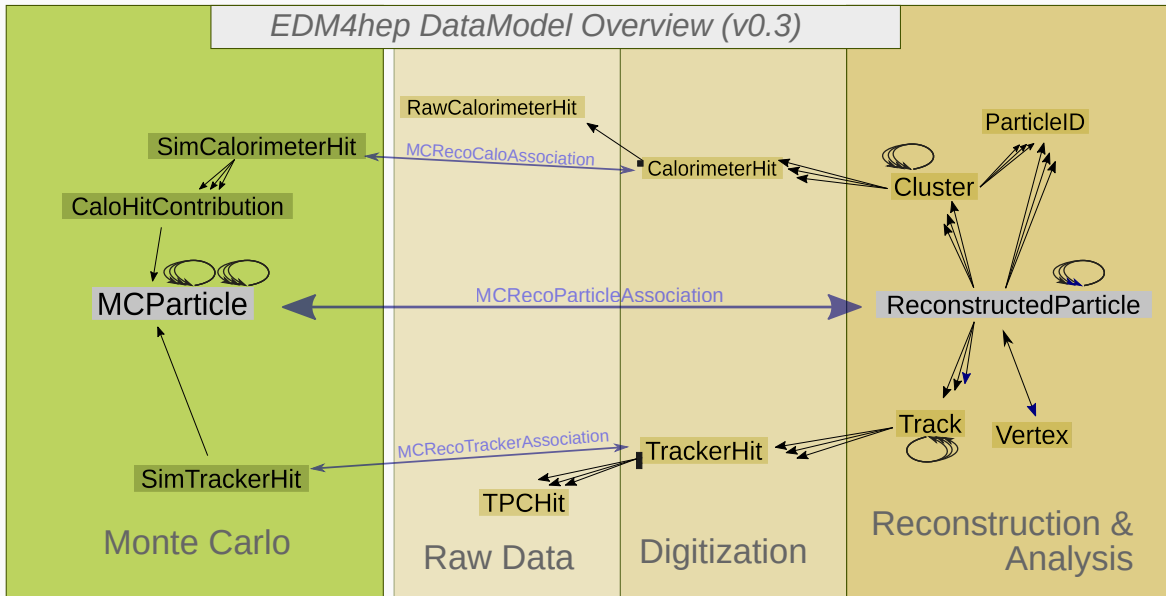 EDM4hep DataModel Overview (v0.3)
SimCalorimeterHit
CaloHitContribution
MCParticle
SimTrackerHit
Monte Carlo
RawCalorimeterHit
MCRecoCaloAssociation
CalorimeterHit
MCRecoParticleAssociation
MCRecoTrackerAssociation
TrackerHit
TPCHit
Raw Data
Digitization
ParticleID
Cluster
ReconstructedParticle
Track
Vertex
Reconstruction &
Analysis